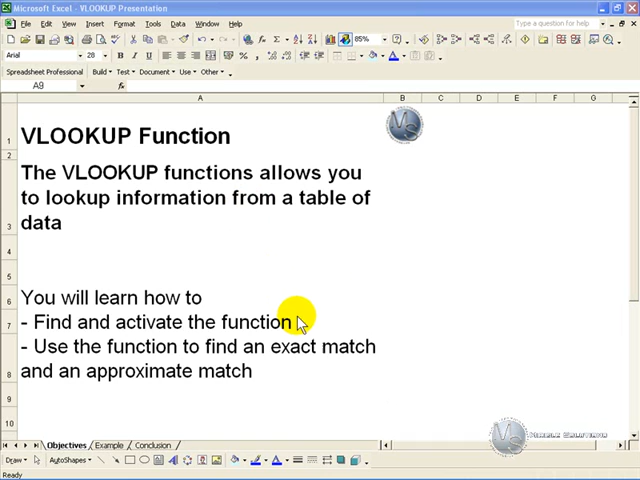 Microsoft Excel - VLOOKUP Presentation
File Edit View Insert Format Tools Data Window Help
Type a question for help
85%
Arial 28 B
Spreadsheet Professional Build Test Document Use Other
A9 fx
A B C D E F G
1 VLOOKUP Function
2
The VLOOKUP functions allows you
to lookup information from a table of
3 data
4
5
6 You will learn how to
7 - Find and activate the function
- Use the function to find an exact match
8 and an approximate match
9
10
Objectives Example Conclusion
Draw AutoShapes
Ready